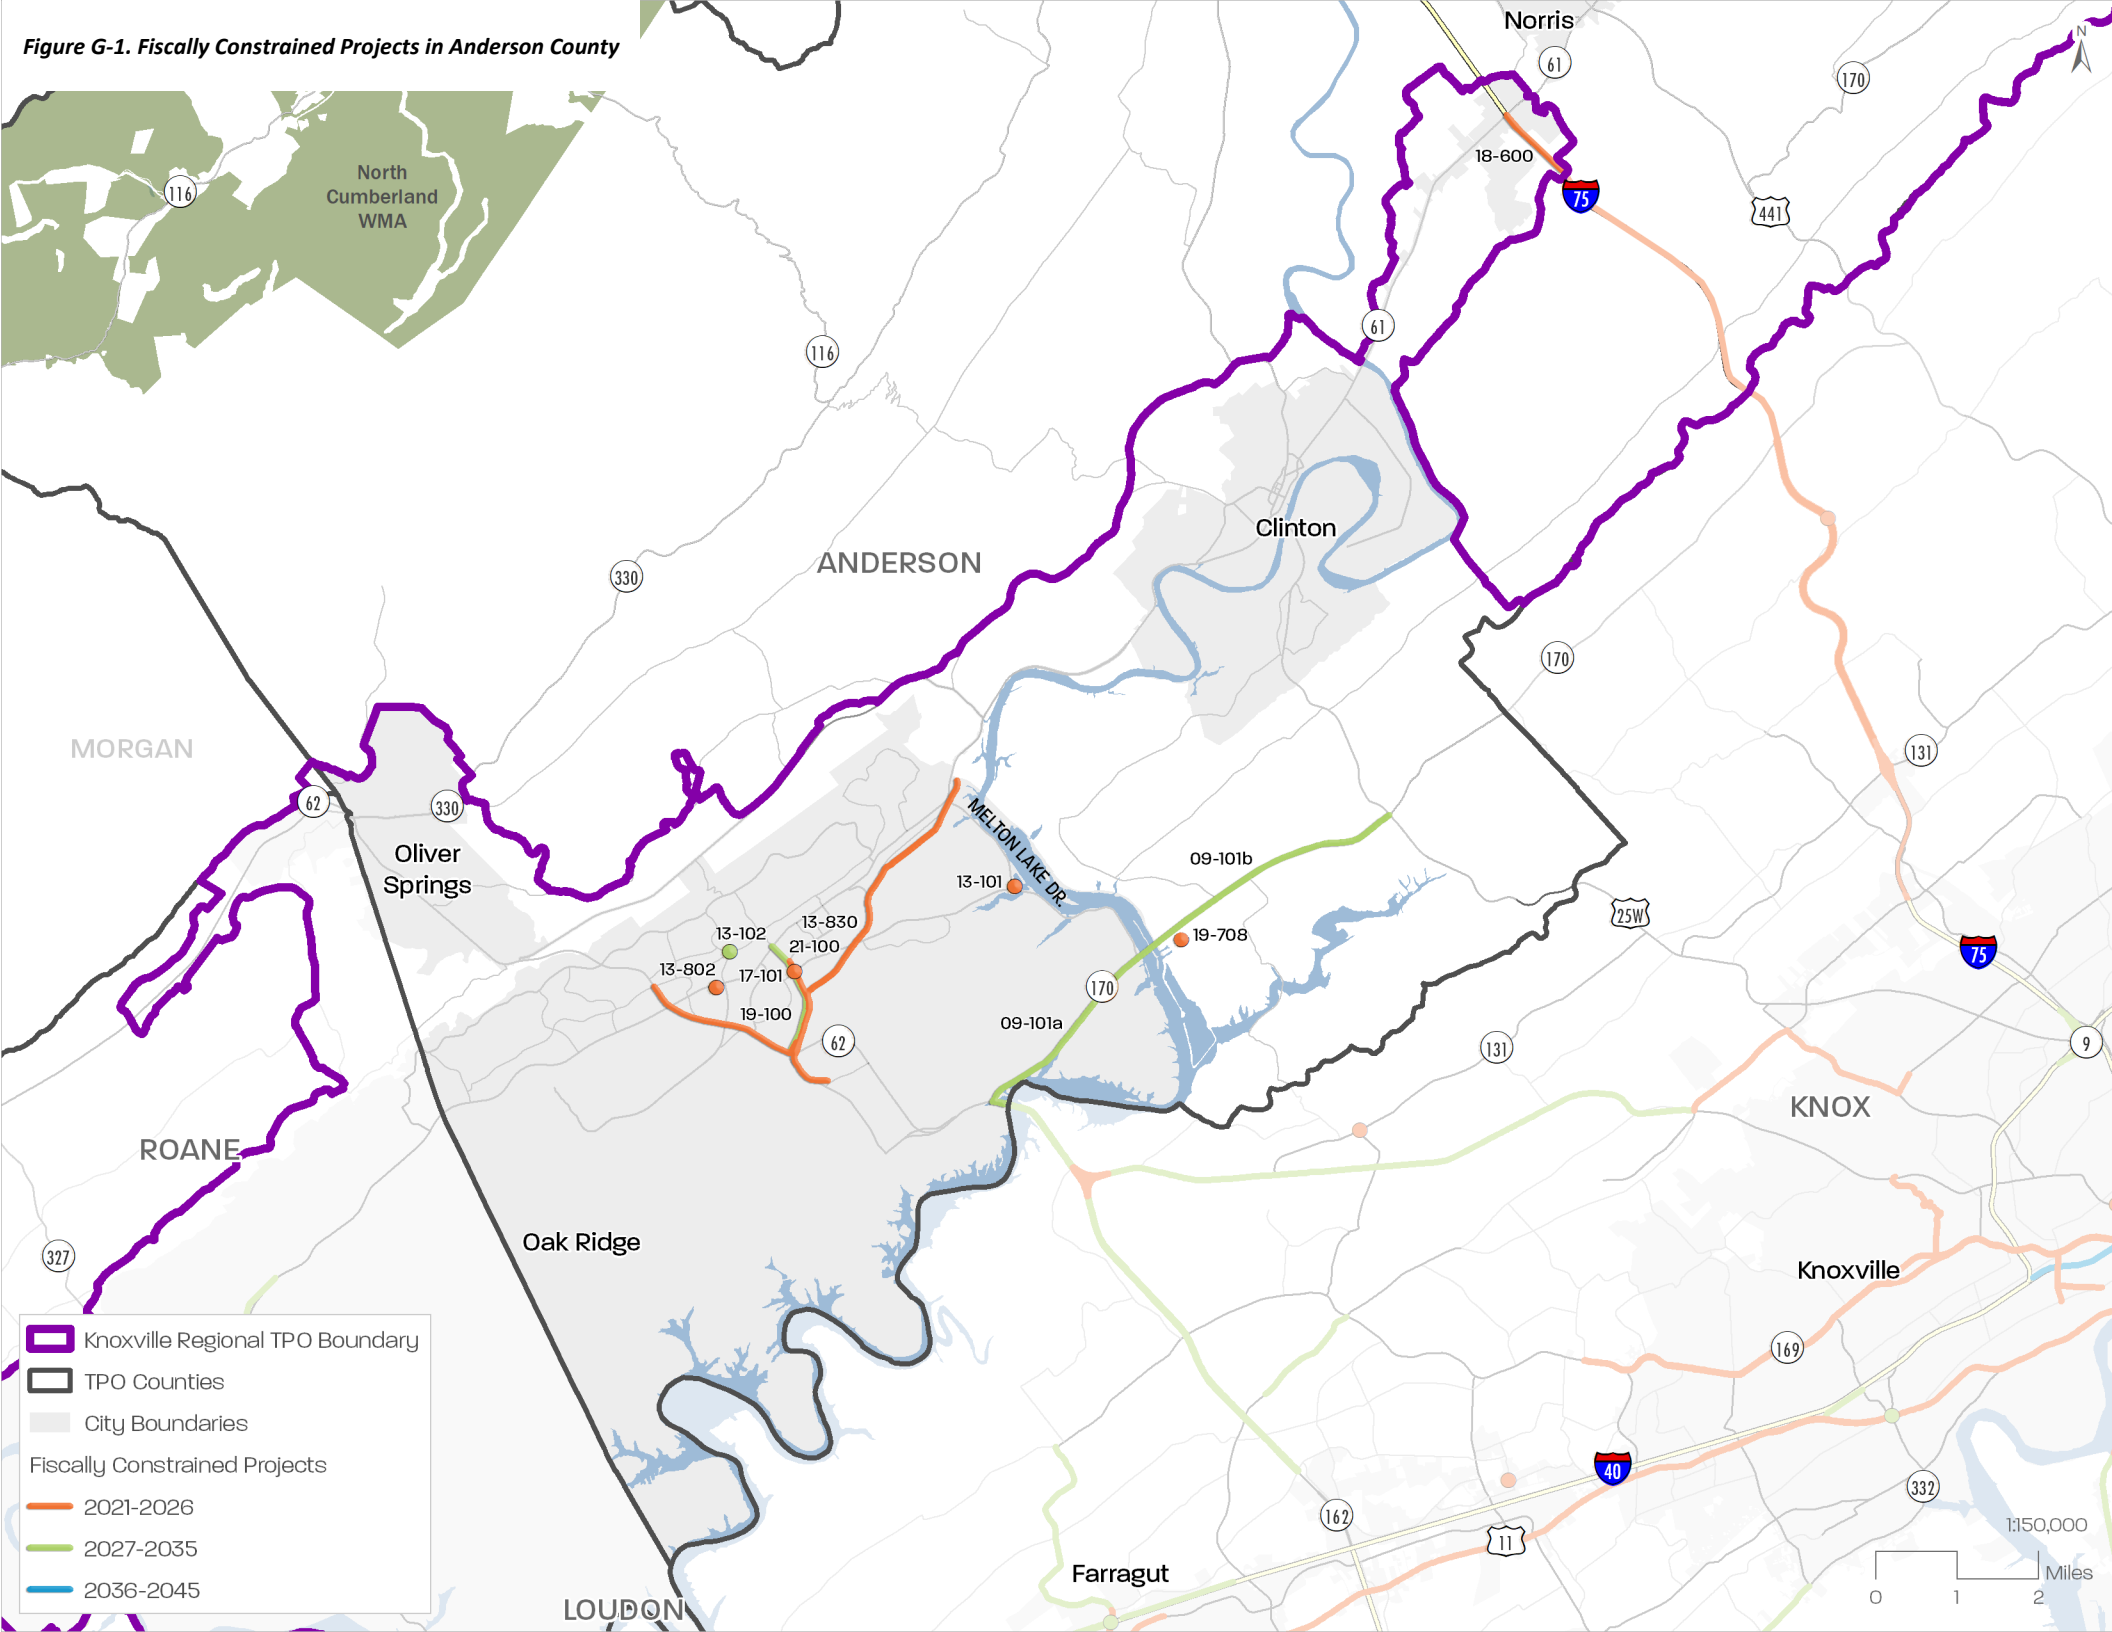 Figure G-1. Fiscally Constrained Projects in Anderson County
Norris
N
61
170
116
North
Cumberland
WMA
18-600
75
441
61
116
Clinton
ANDERSON
330
170
MORGAN
131
62
330
Oliver
Springs
MELTON LAKE DR.
09-101b
13-101
25W
13-830
13-102
21-100
19-708
75
13-802
17-101
170
19-100
09-101a
62
131
9
KNOX
ROANE
Oak Ridge
327
Knoxville
169
40
332
162
11
Farragut
LOUDON
Knoxville Regional TPO Boundary
TPO Counties
City Boundaries
Fiscally Constrained Projects
2021-2026
2027-2035
2036-2045
1:150,000
Miles
0 1 2